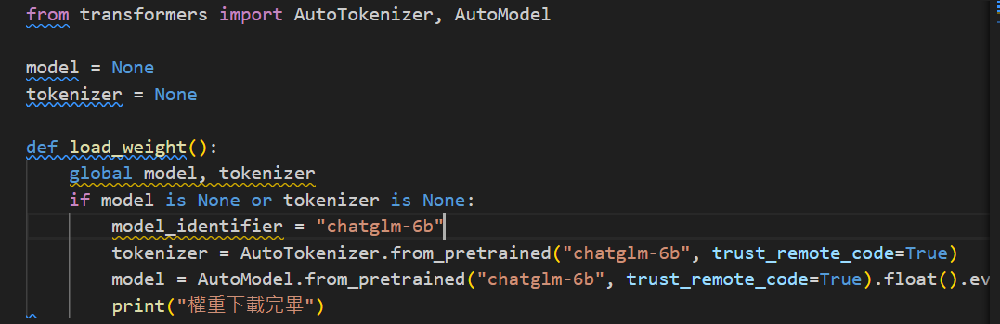 from transformers import AutoTokenizer, AutoModel
model = None
tokenizer = None
def load_weight():
global model, tokenizer
if model is None or tokenizer is None:
model_identifier = "chatglm-6b"
tokenizer = AutoTokenizer.from_pretrained("chatglm-6b", trust_remote_code=True)
model = AutoModel.from_pretrained("chatglm-6b", trust_remote_code=True).float().ev
print("權重下載完畢")